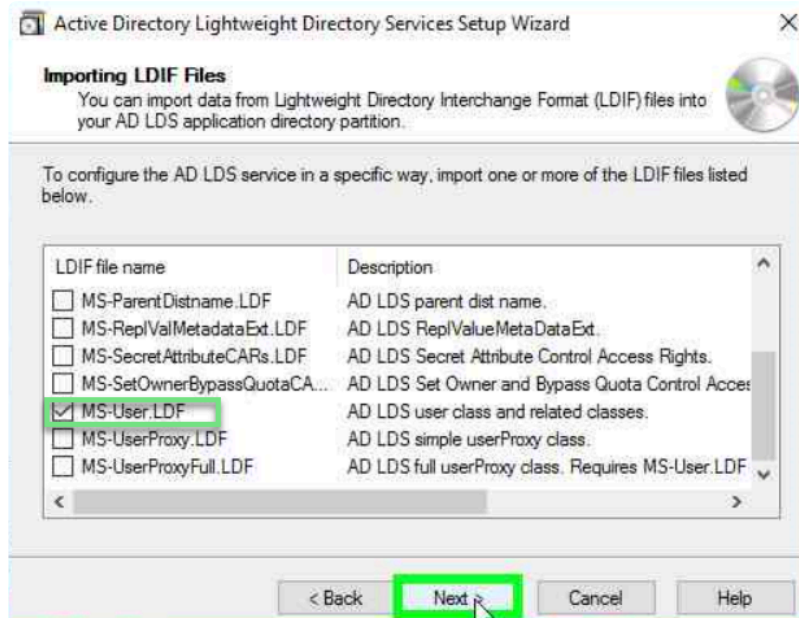 Active Directory Lightweight Directory Services Setup Wizard
Importing LDIF Files
You can import data from Lightweight Directory Interchange Format (LDIF) files into
your AD LDS application directory partition.
To configure the AD LDS service in a specific way, import one or more of the LDIF files listed
below.
LDIF file name Description
MS-ParentDistname.LDF AD LDS parent dist name.
MS-ReplValMetadataExt.LDF AD LDS ReplValueMetaDataExt.
MS-SecretAttributeCARs.LDF AD LDS Secret Attribute Control Access Rights.
MS-SetOwnerBypassQuotaCA... AD LDS Set Owner and Bypass Quota Control Acces
MS-User.LDF AD LDS user class and related classes.
MS-UserProxy.LDF AD LDS simple userProxy class.
MS-UserProxyFull.LDF AD LDS full userProxy class. Requires MS-User.LDF
< Back Next > Cancel Help